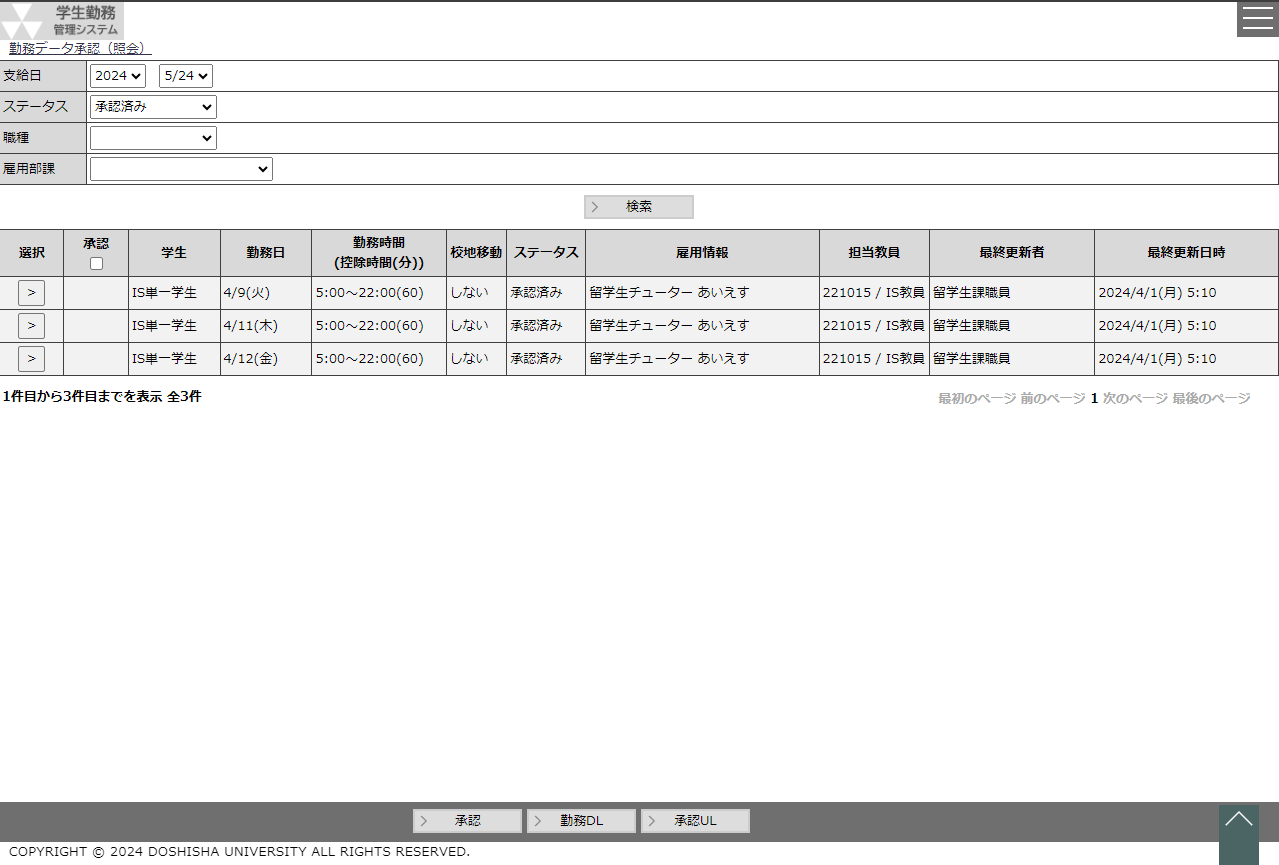 学生勤務
管理システム
勤務データ承認（照会）
支給日 2024 5/24
ステータス 承認済み
職種
雇用部課
検索
選択 承認 学生 勤務日 勤務時間 (控除時間(分)) 校地移動 ステータス 雇用情報 担当教員 最終更新者 最終更新日時
> IS単一学生 4/9(火) 5:00～22:00(60) しない 承認済み 留学生チューター あいえす 221015 / IS教員 留学生課職員 2024/4/1(月) 5:10
> IS単一学生 4/11(木) 5:00～22:00(60) しない 承認済み 留学生チューター あいえす 221015 / IS教員 留学生課職員 2024/4/1(月) 5:10
> IS単一学生 4/12(金) 5:00～22:00(60) しない 承認済み 留学生チューター あいえす 221015 / IS教員 留学生課職員 2024/4/1(月) 5:10
1件目から3件目までを表示 全3件 最初のページ 前のページ 1 次のページ 最後のページ
承認 勤務DL 承認UL
COPYRIGHT © 2024 DOSHISHA UNIVERSITY ALL RIGHTS RESERVED.